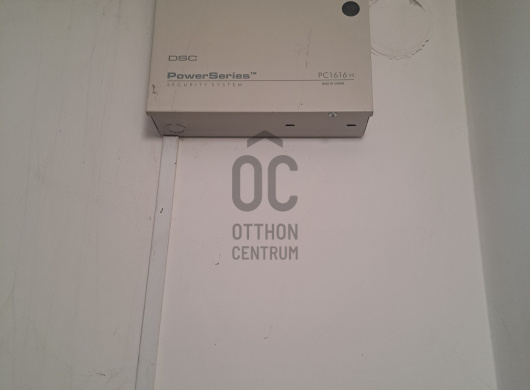 DSC
PowerSeries™
PC1616
SECURITY SYSTEM
OC
OTTHON
CENTRUM